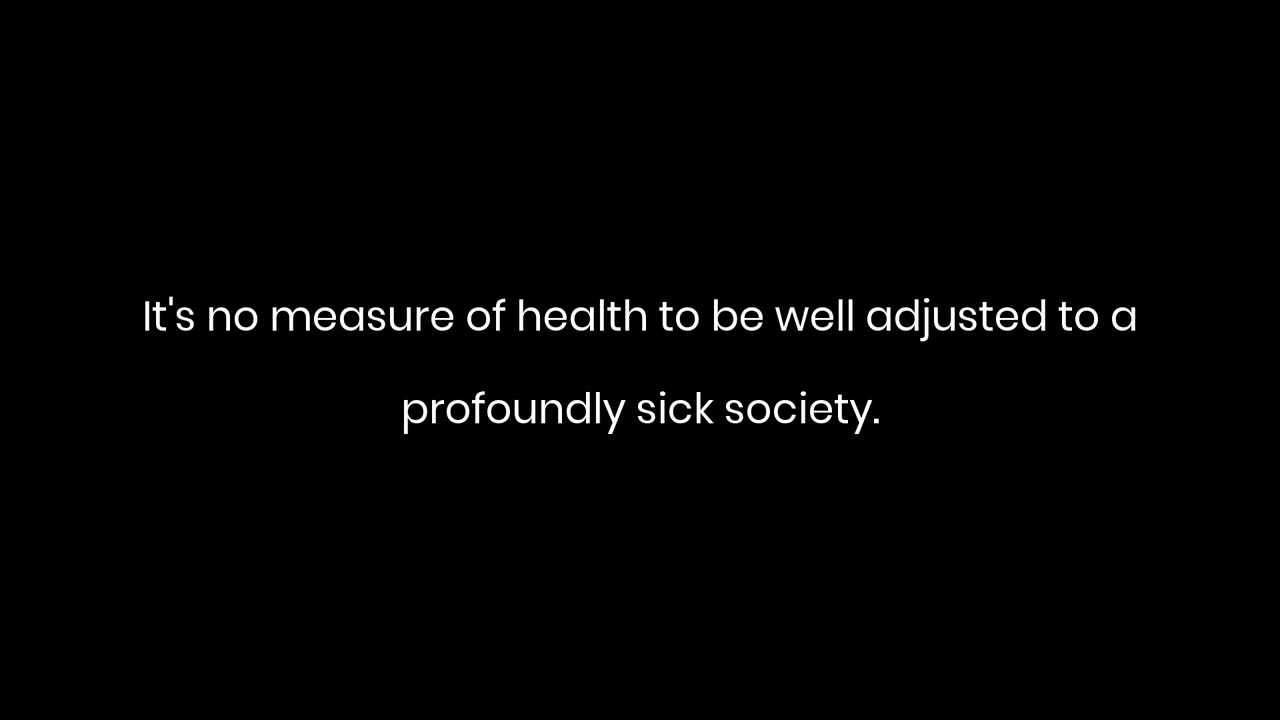 It's no measure of health to be well adjusted to a
profoundly sick society.